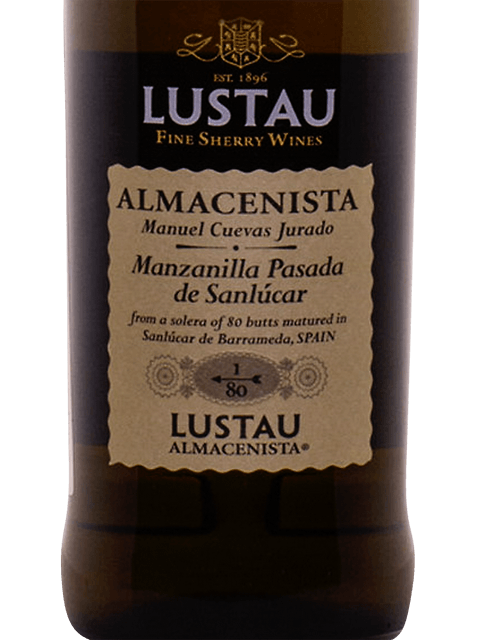 EST. 1896
LUSTAU
FINE SHERRY WINES
ALMACENISTA
Manuel Cuevas Jurado
Manzanilla Pasada
de Sanlúcar
from a solera of 80 butts matured in
Sanlúcar de Barrameda, SPAIN
1
80
LUSTAU
ALMACENISTA®